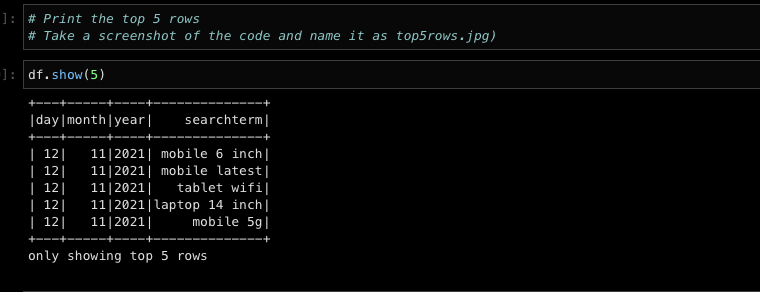 ]: # Print the top 5 rows
# Take a screenshot of the code and name it as top5rows.jpg)
]: df.show(5)
+---+-----+----+--------------+
|day|month|year|    searchterm|
+---+-----+----+--------------+
| 12|   11|2021| mobile 6 inch|
| 12|   11|2021| mobile latest|
| 12|   11|2021|   tablet wifi|
| 12|   11|2021|laptop 14 inch|
| 12|   11|2021|     mobile 5g|
+---+-----+----+--------------+
only showing top 5 rows